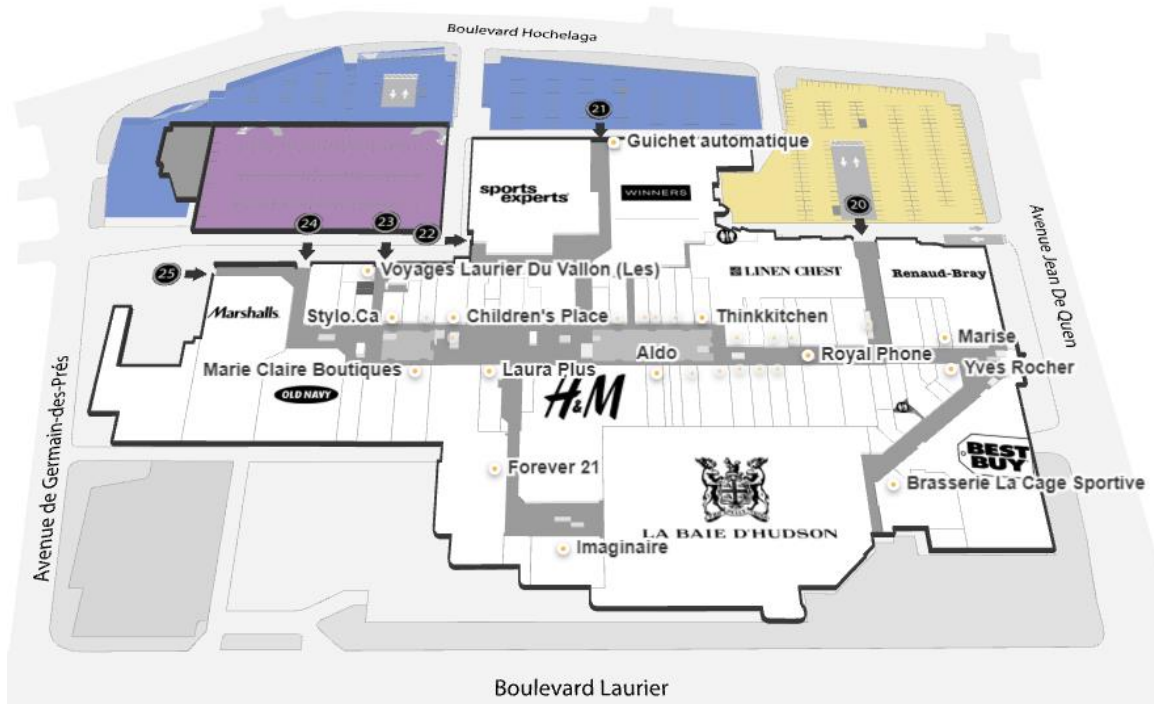 Boulevard Hochelaga
21
Guichet automatique
sports
experts
WINNERS
20
24
23
22
25
Voyages Laurier Du Vallon (Les)
LINEN CHEST
Renaud-Bray
Avenue Jean De Quen
Marshalls
Stylo.Ca
Children's Place
Thinkkitchen
Marise
Aldo
Royal Phone
Marie Claire Boutiques
Laura Plus
Yves Rocher
OLD NAVY
H&M
BEST
BUY
Forever 21
Brasserie La Cage Sportive
LA BAIE D'HUDSON
Imaginaire
Avenue de Germain-des-Prés
Boulevard Laurier